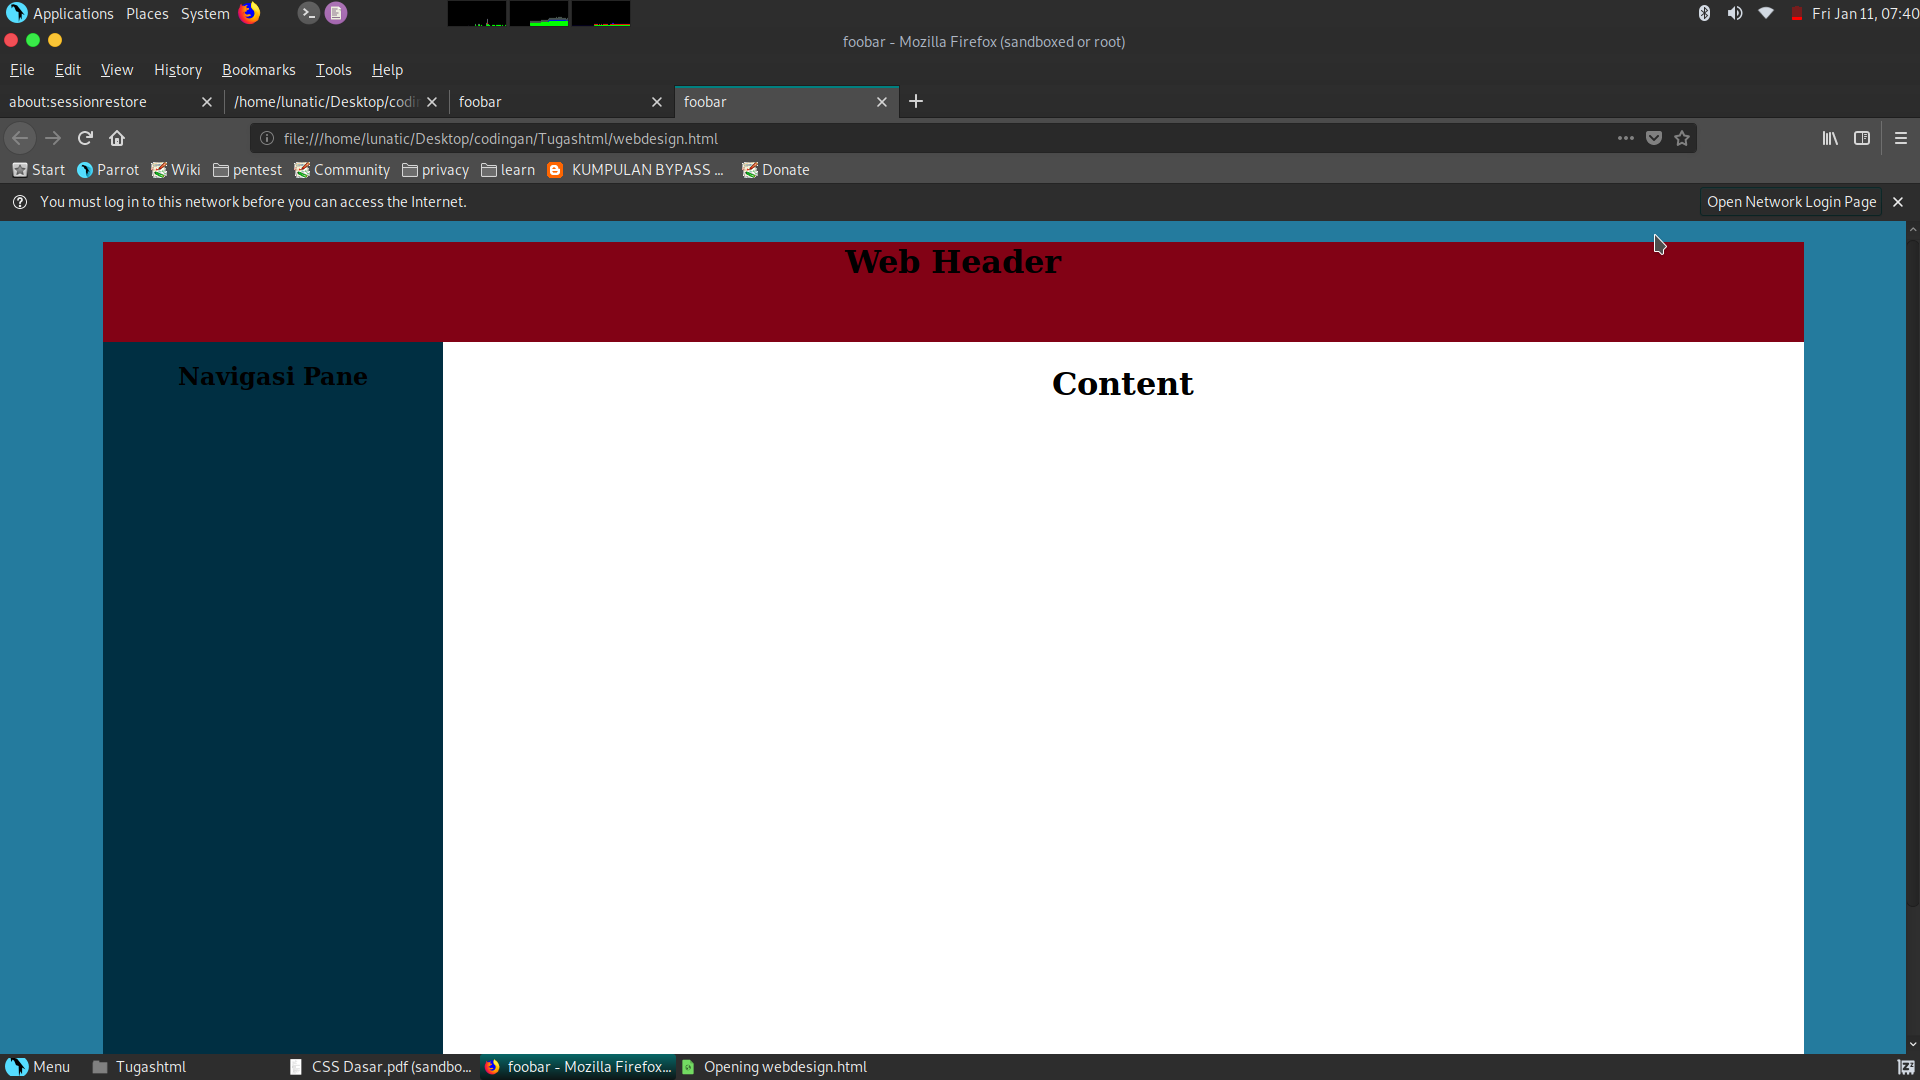 Applications Places System Fri Jan 11, 07:40
foobar - Mozilla Firefox (sandboxed or root)
File Edit View History Bookmarks Tools Help
about:sessionrestore /home/lunatic/Desktop/codin foobar foobar
file:///home/lunatic/Desktop/codingan/Tugashtml/webdesign.html
Start Parrot Wiki pentest Community privacy learn KUMPULAN BYPASS ... Donate
You must log in to this network before you can access the Internet. Open Network Login Page
Web Header
Navigasi Pane
Content
Menu Tugashtml CSS Dasar.pdf (sandbo... foobar - Mozilla Firefox... Opening webdesign.html